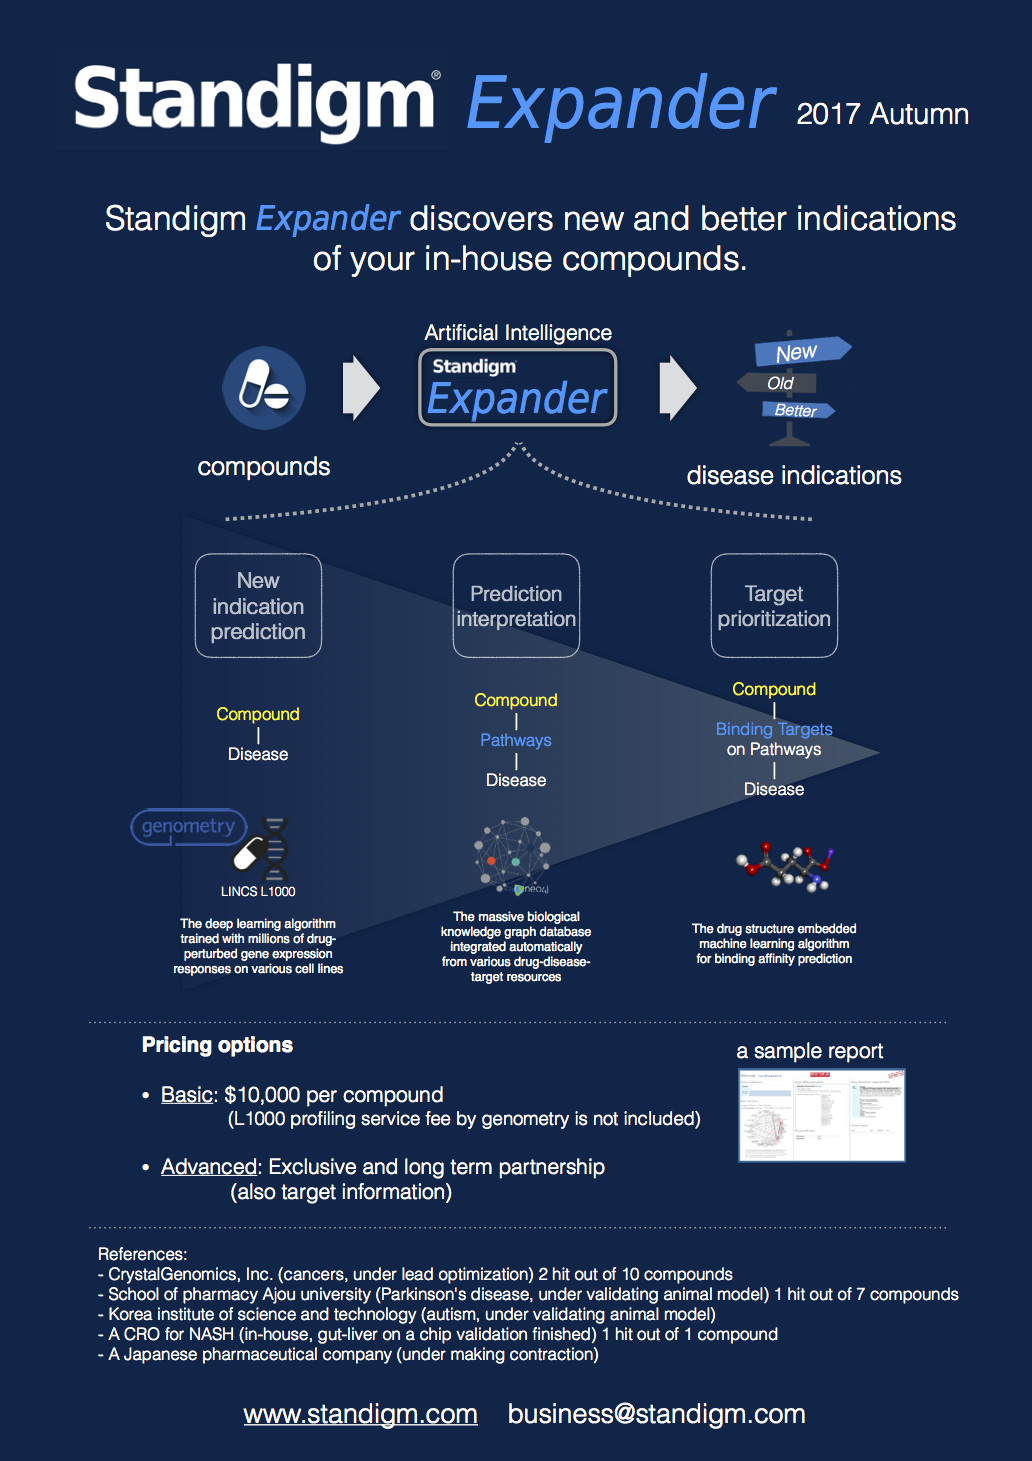 Standigm® Expander 2017 Autumn
Standigm Expander discovers new and better indications
of your in-house compounds.
Artificial Intelligence
Standigm
Expander
New
Old
Better
compounds
disease indications
New
indication
prediction
Prediction
interpretation
Target
prioritization
Compound
Disease
Compound
Pathways
Disease
Compound
Binding Targets
on Pathways
Disease
genometry
LINCS L1000
neo4j
The deep learning algorithm
trained with millions of drug-
perturbed gene expression
responses on various cell lines
The massive biological
knowledge graph database
integrated automatically
from various drug-disease-
target resources
The drug structure embedded
machine learning algorithm
for binding affinity prediction
Pricing options
• Basic: $10,000 per compound
(L1000 profiling service fee by genometry is not included)
• Advanced: Exclusive and long term partnership
(also target information)
a sample report
References:
- CrystalGenomics, Inc. (cancers, under lead optimization) 2 hit out of 10 compounds
- School of pharmacy Ajou university (Parkinson's disease, under validating animal model) 1 hit out of 7 compounds
- Korea institute of science and technology (autism, under validating animal model)
- A CRO for NASH (in-house, gut-liver on a chip validation finished) 1 hit out of 1 compound
- A Japanese pharmaceutical company (under making contraction)
www.standigm.com business@standigm.com